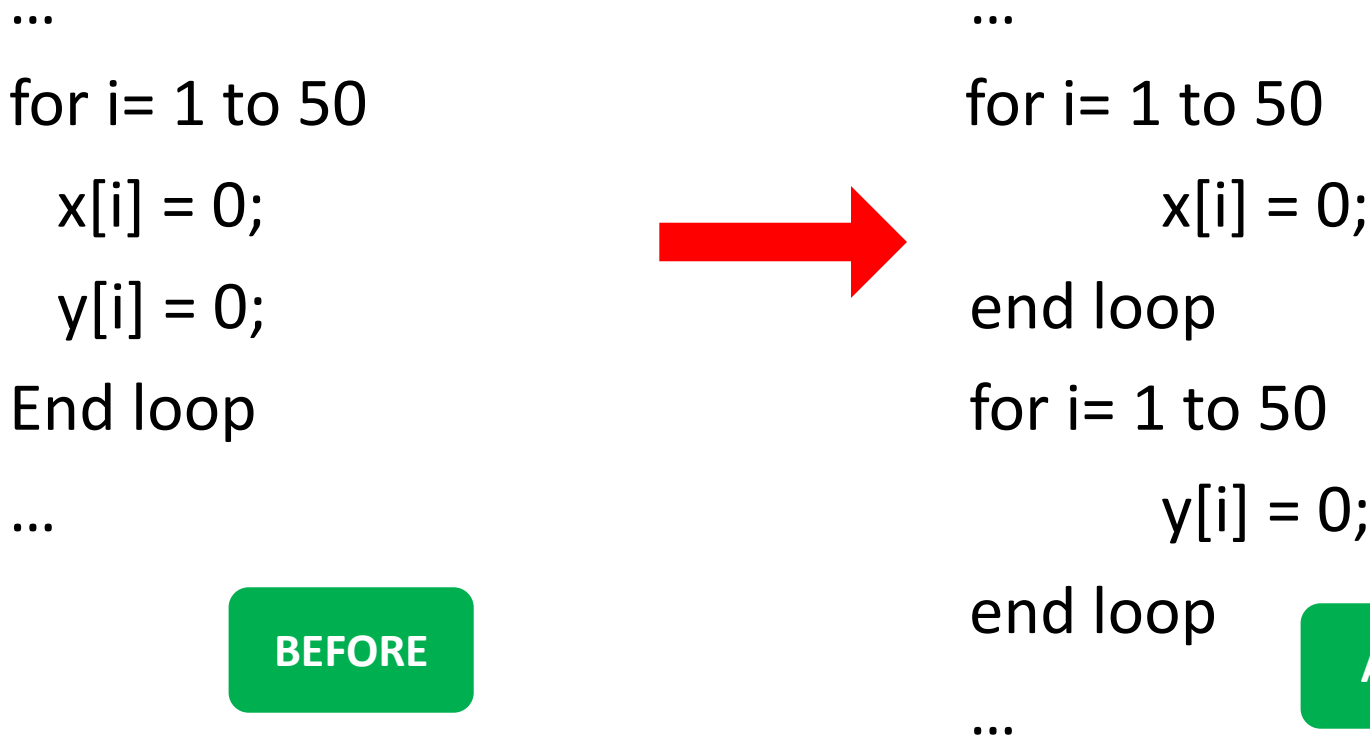 ...
for i= 1 to 50
x[i] = 0;
y[i] = 0;
End loop
...
BEFORE
...
for i= 1 to 50
x[i] = 0;
end loop
for i= 1 to 50
y[i] = 0;
end loop
...